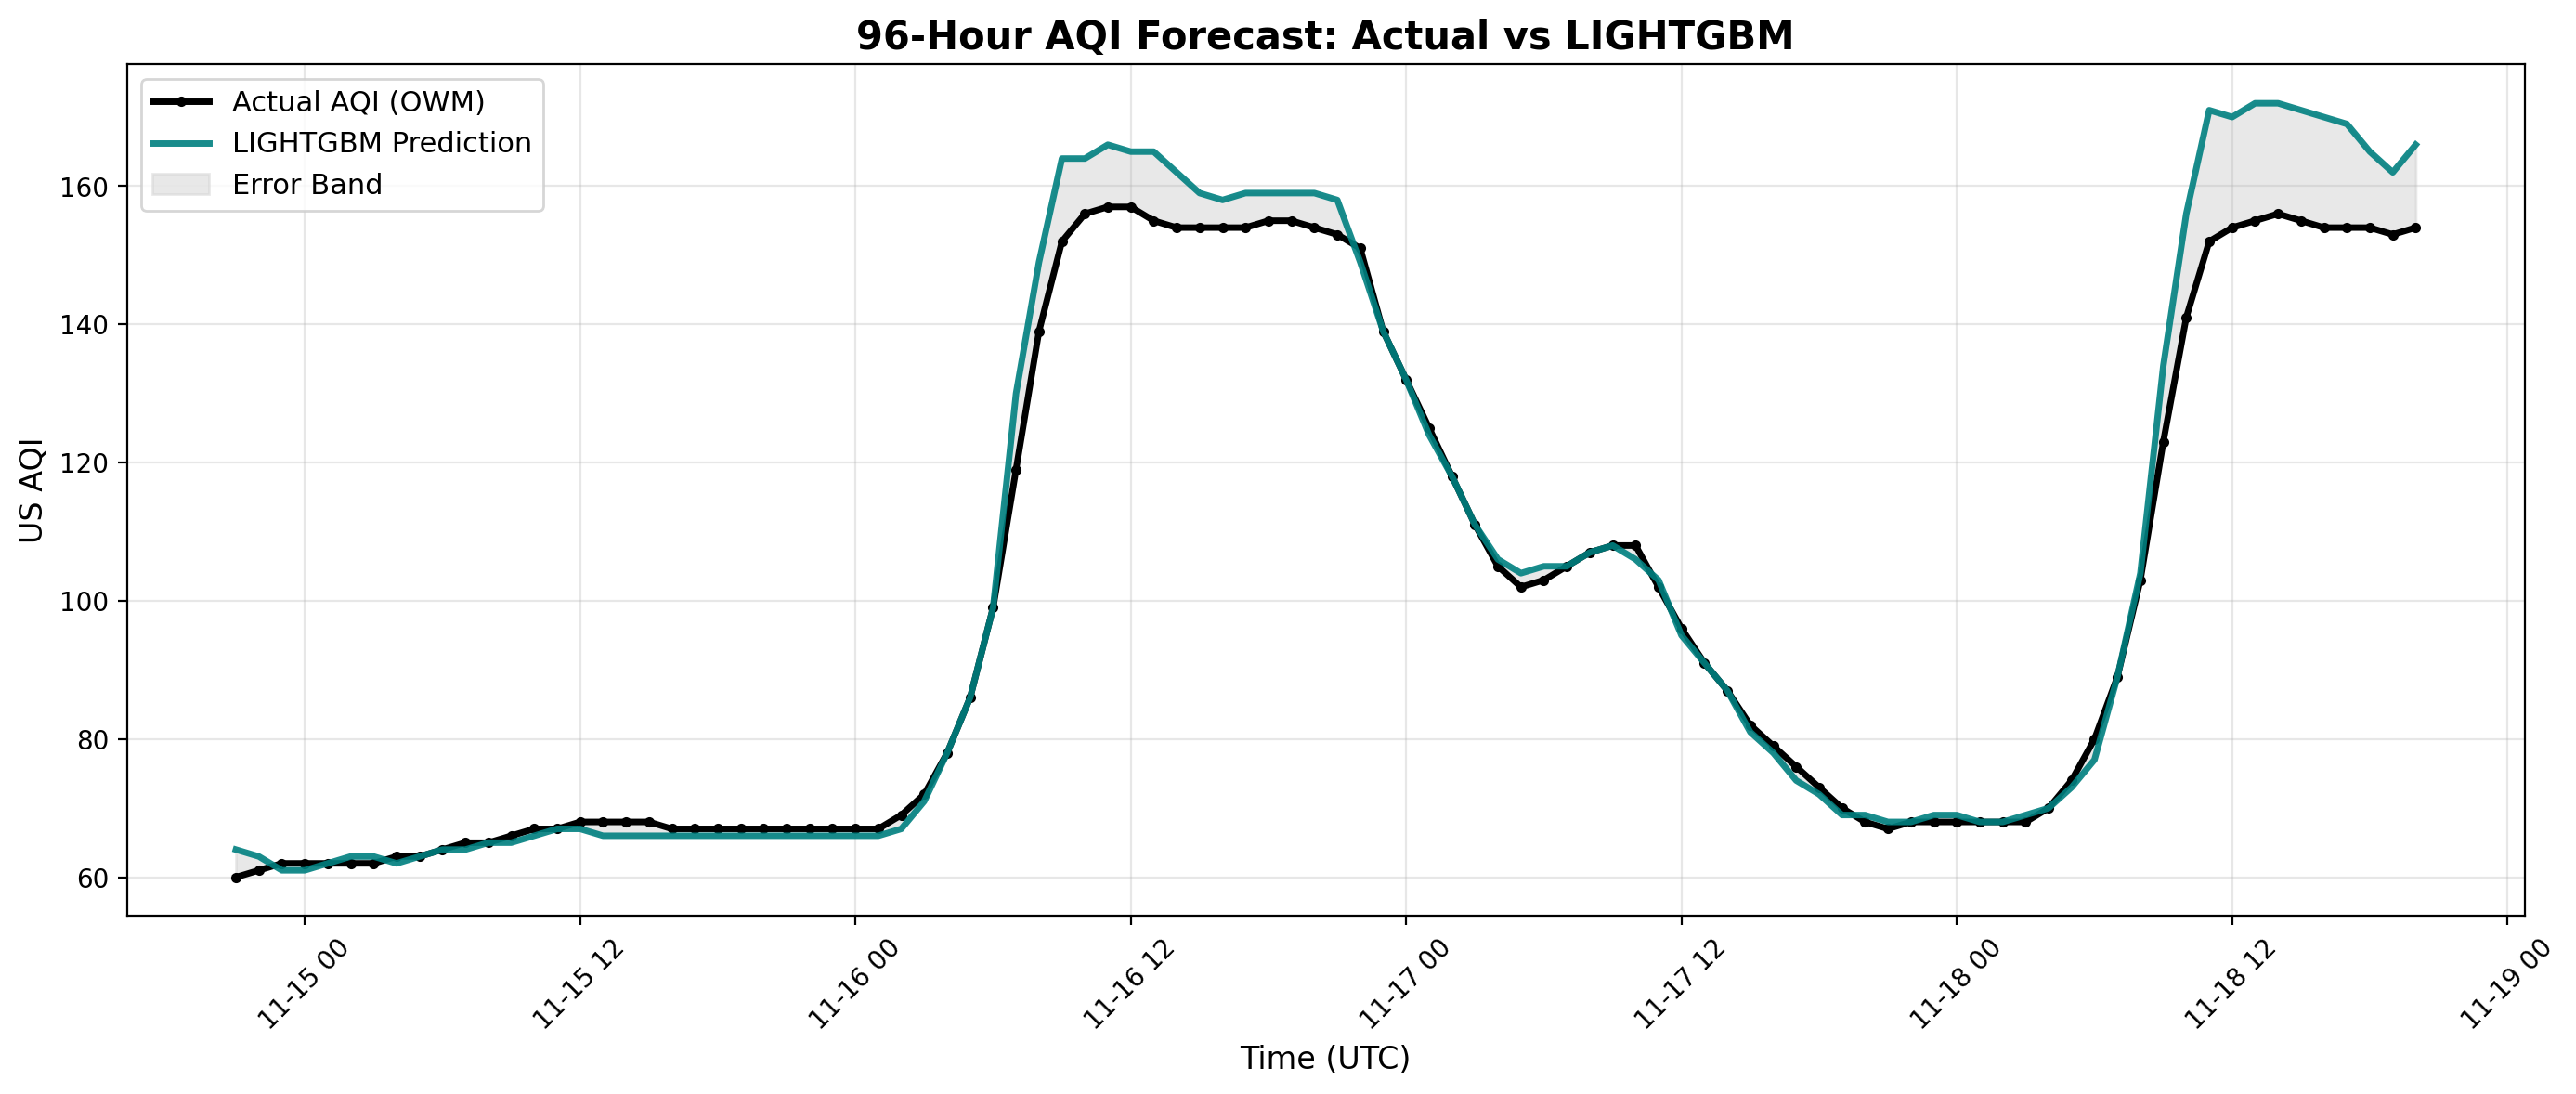 96-Hour AQI Forecast: Actual vs LIGHTGBM
Actual AQI (OWM)
LIGHTGBM Prediction
Error Band
US AQI
160
140
120
100
80
60
11-15 00
11-15 12
11-16 00
11-16 12
11-17 00
11-17 12
11-18 00
11-18 12
11-19 00
Time (UTC)